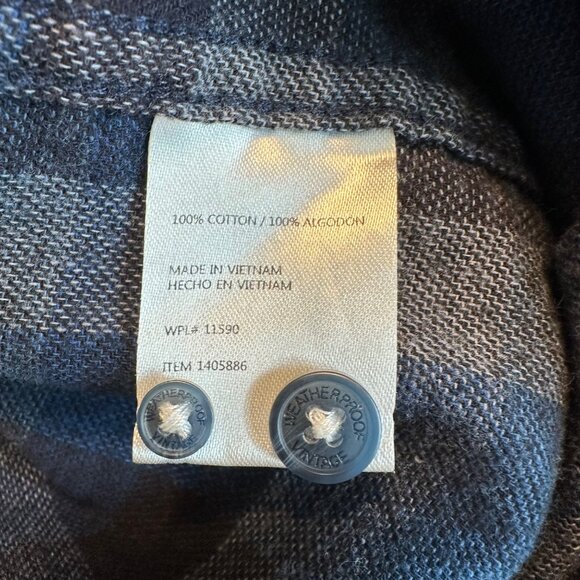 100% COTTON / 100% ALGODON
MADE IN VIETNAM
HECHO EN VIETNAM
WPL# 11590
ITEM 1405886
WEATHERPROOF
VINTAGE
WEATHERPROOF
VINTAGE